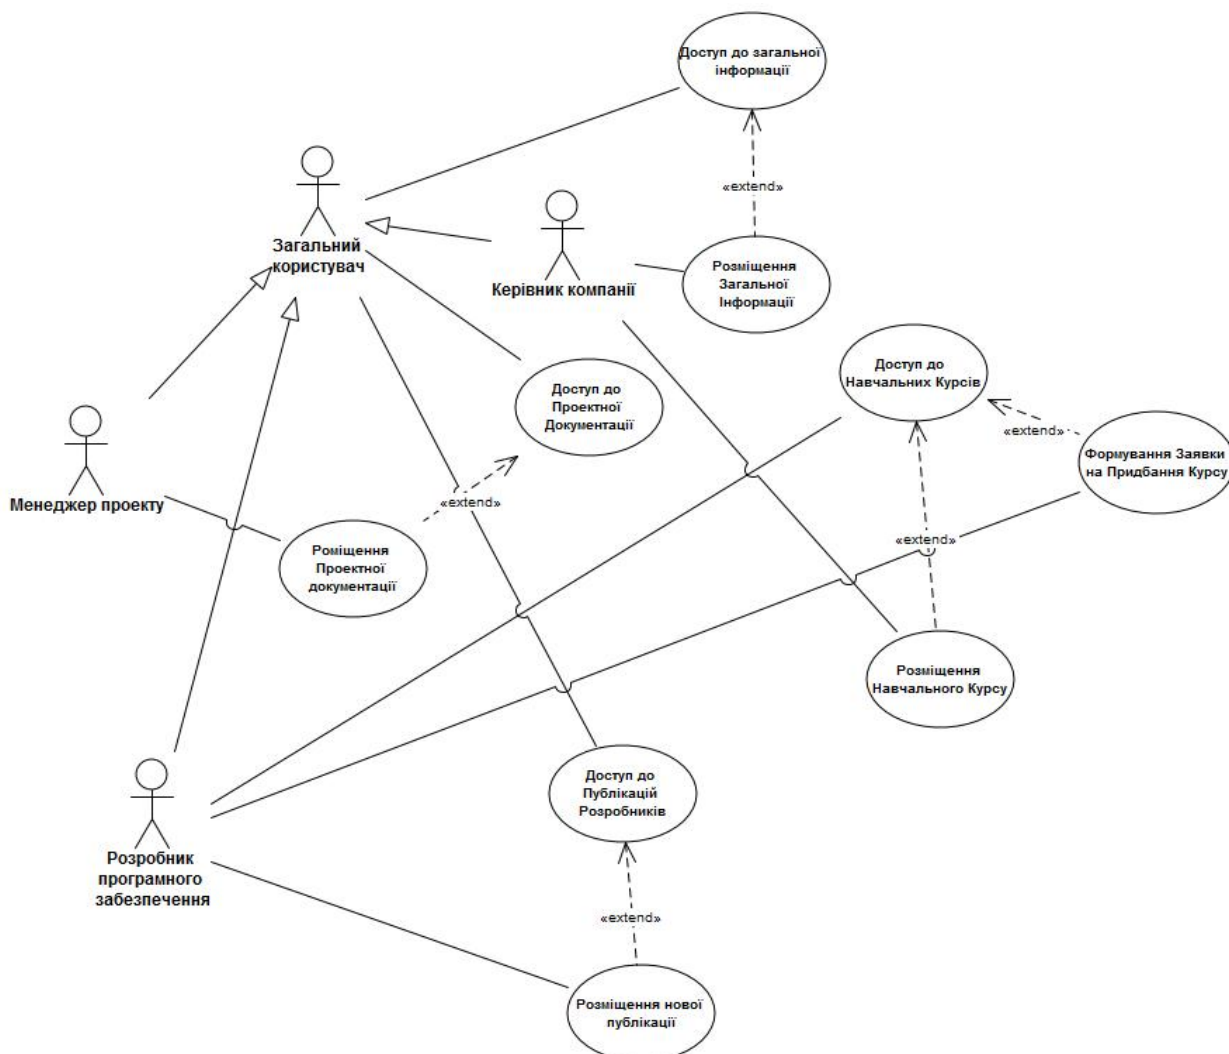 Доступ до загальної
інформації
«extend»
Загальний
користувач
Керівник компанії
Розміщення
Загальної
Інформації
Доступ до
Навчальних Курсів
Доступ до
Проектної
Документації
«extend»
Формування Заявки
на Придбання Курсу
Менеджер проекту
«extend»
«extend»
Роміщення
Проектної
документації
Розміщення
Навчального Курсу
Доступ до
Публікацій
Розробників
Розробник
програмного
забезпечення
«extend»
Розміщення нової
публікації